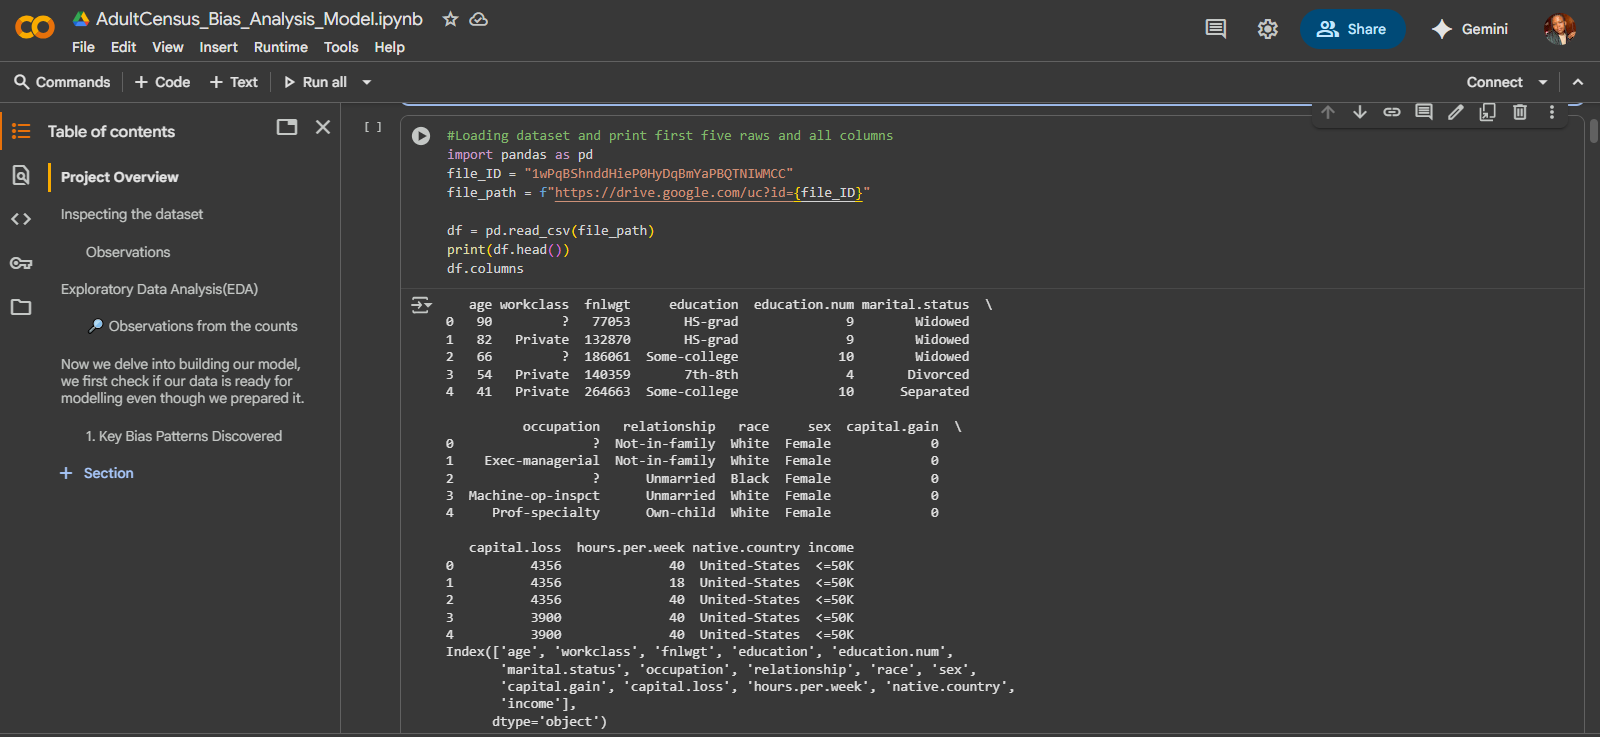 AdultCensus_Bias_Analysis_Model.ipynb
File Edit View Insert Runtime Tools Help
Share
Gemini
Commands + Code + Text Run all
Connect
Table of contents
Project Overview
Inspecting the dataset
Observations
Exploratory Data Analysis(EDA)
🔎 Observations from the counts
Now we delve into building our model,
we first check if our data is ready for
modelling even though we prepared it.
1. Key Bias Patterns Discovered
+ Section
[ ]
#Loading dataset and print first five raws and all columns
import pandas as pd
file_ID = "1wPqBShnddHieP0HyDqBmYaPBQTNIWMCC"
file_path = f"https://drive.google.com/uc?id={file_ID}"
df = pd.read_csv(file_path)
print(df.head())
df.columns
   age workclass  fnlwgt     education  education.num marital.status  \
0   90         ?   77053       HS-grad              9        Widowed
1   82   Private  132870       HS-grad              9        Widowed
2   66         ?  186061  Some-college             10        Widowed
3   54   Private  140359       7th-8th              4       Divorced
4   41   Private  264663  Some-college             10      Separated
          occupation   relationship   race     sex  capital.gain  \
0                  ?  Not-in-family  White  Female             0
1    Exec-managerial  Not-in-family  White  Female             0
2                  ?      Unmarried  Black  Female             0
3  Machine-op-inspct      Unmarried  White  Female             0
4     Prof-specialty      Own-child  White  Female             0
   capital.loss  hours.per.week native.country income
0          4356              40  United-States  <=50K
1          4356              18  United-States  <=50K
2          4356              40  United-States  <=50K
3          3900              40  United-States  <=50K
4          3900              40  United-States  <=50K
Index(['age', 'workclass', 'fnlwgt', 'education', 'education.num',
       'marital.status', 'occupation', 'relationship', 'race', 'sex',
       'capital.gain', 'capital.loss', 'hours.per.week', 'native.country',
       'income'],
      dtype='object')